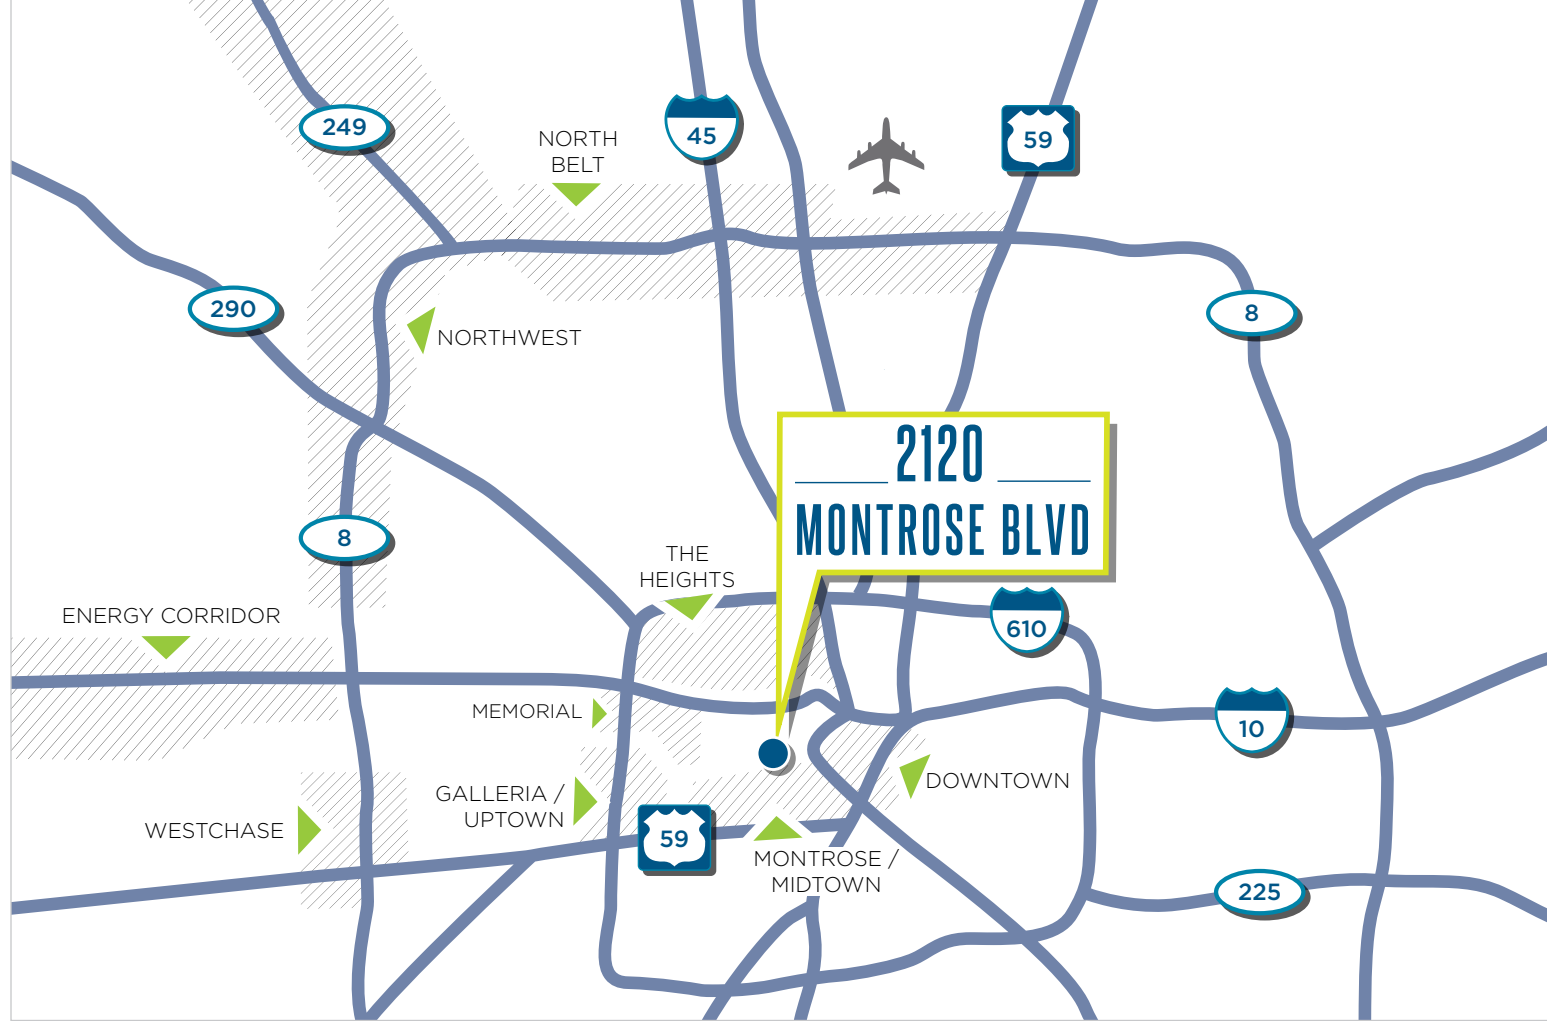 249
NORTH
BELT
45
59
290
8
NORTHWEST
2120
MONTROSE BLVD
8
THE
HEIGHTS
ENERGY CORRIDOR
610
MEMORIAL
10
DOWNTOWN
GALLERIA /
UPTOWN
WESTCHASE
59
MONTROSE /
MIDTOWN
225